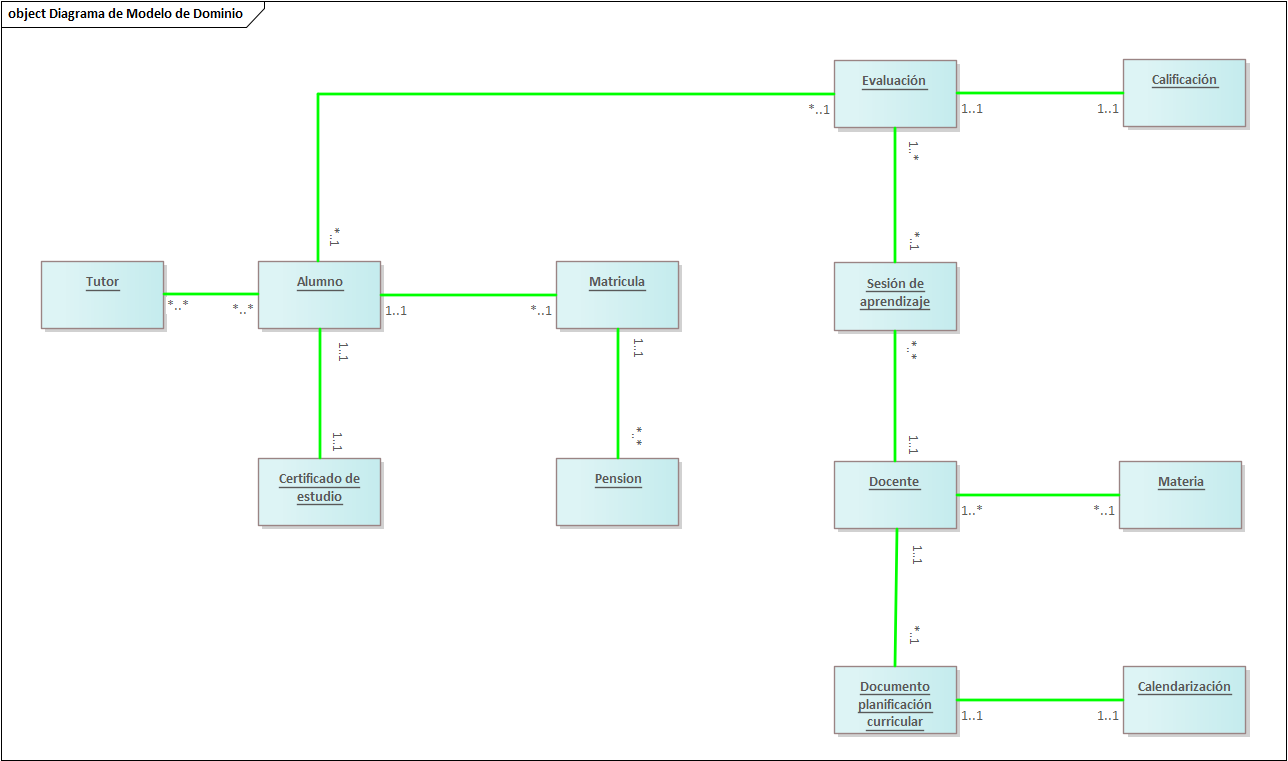 object Diagrama de Modelo de Dominio
Evaluación
Calificación
*..1
1..1
1..1
1..*
*..1
*..1
Tutor
Alumno
Matricula
Sesión de
aprendizaje
*..*
*..*
1..1
*..1
1..1
1..1
*..*
1..1
*..*
1..1
Certificado de
estudio
Pension
Docente
Materia
1..*
*..1
1..1
*..1
Documento
planificación
curricular
Calendarización
1..1
1..1